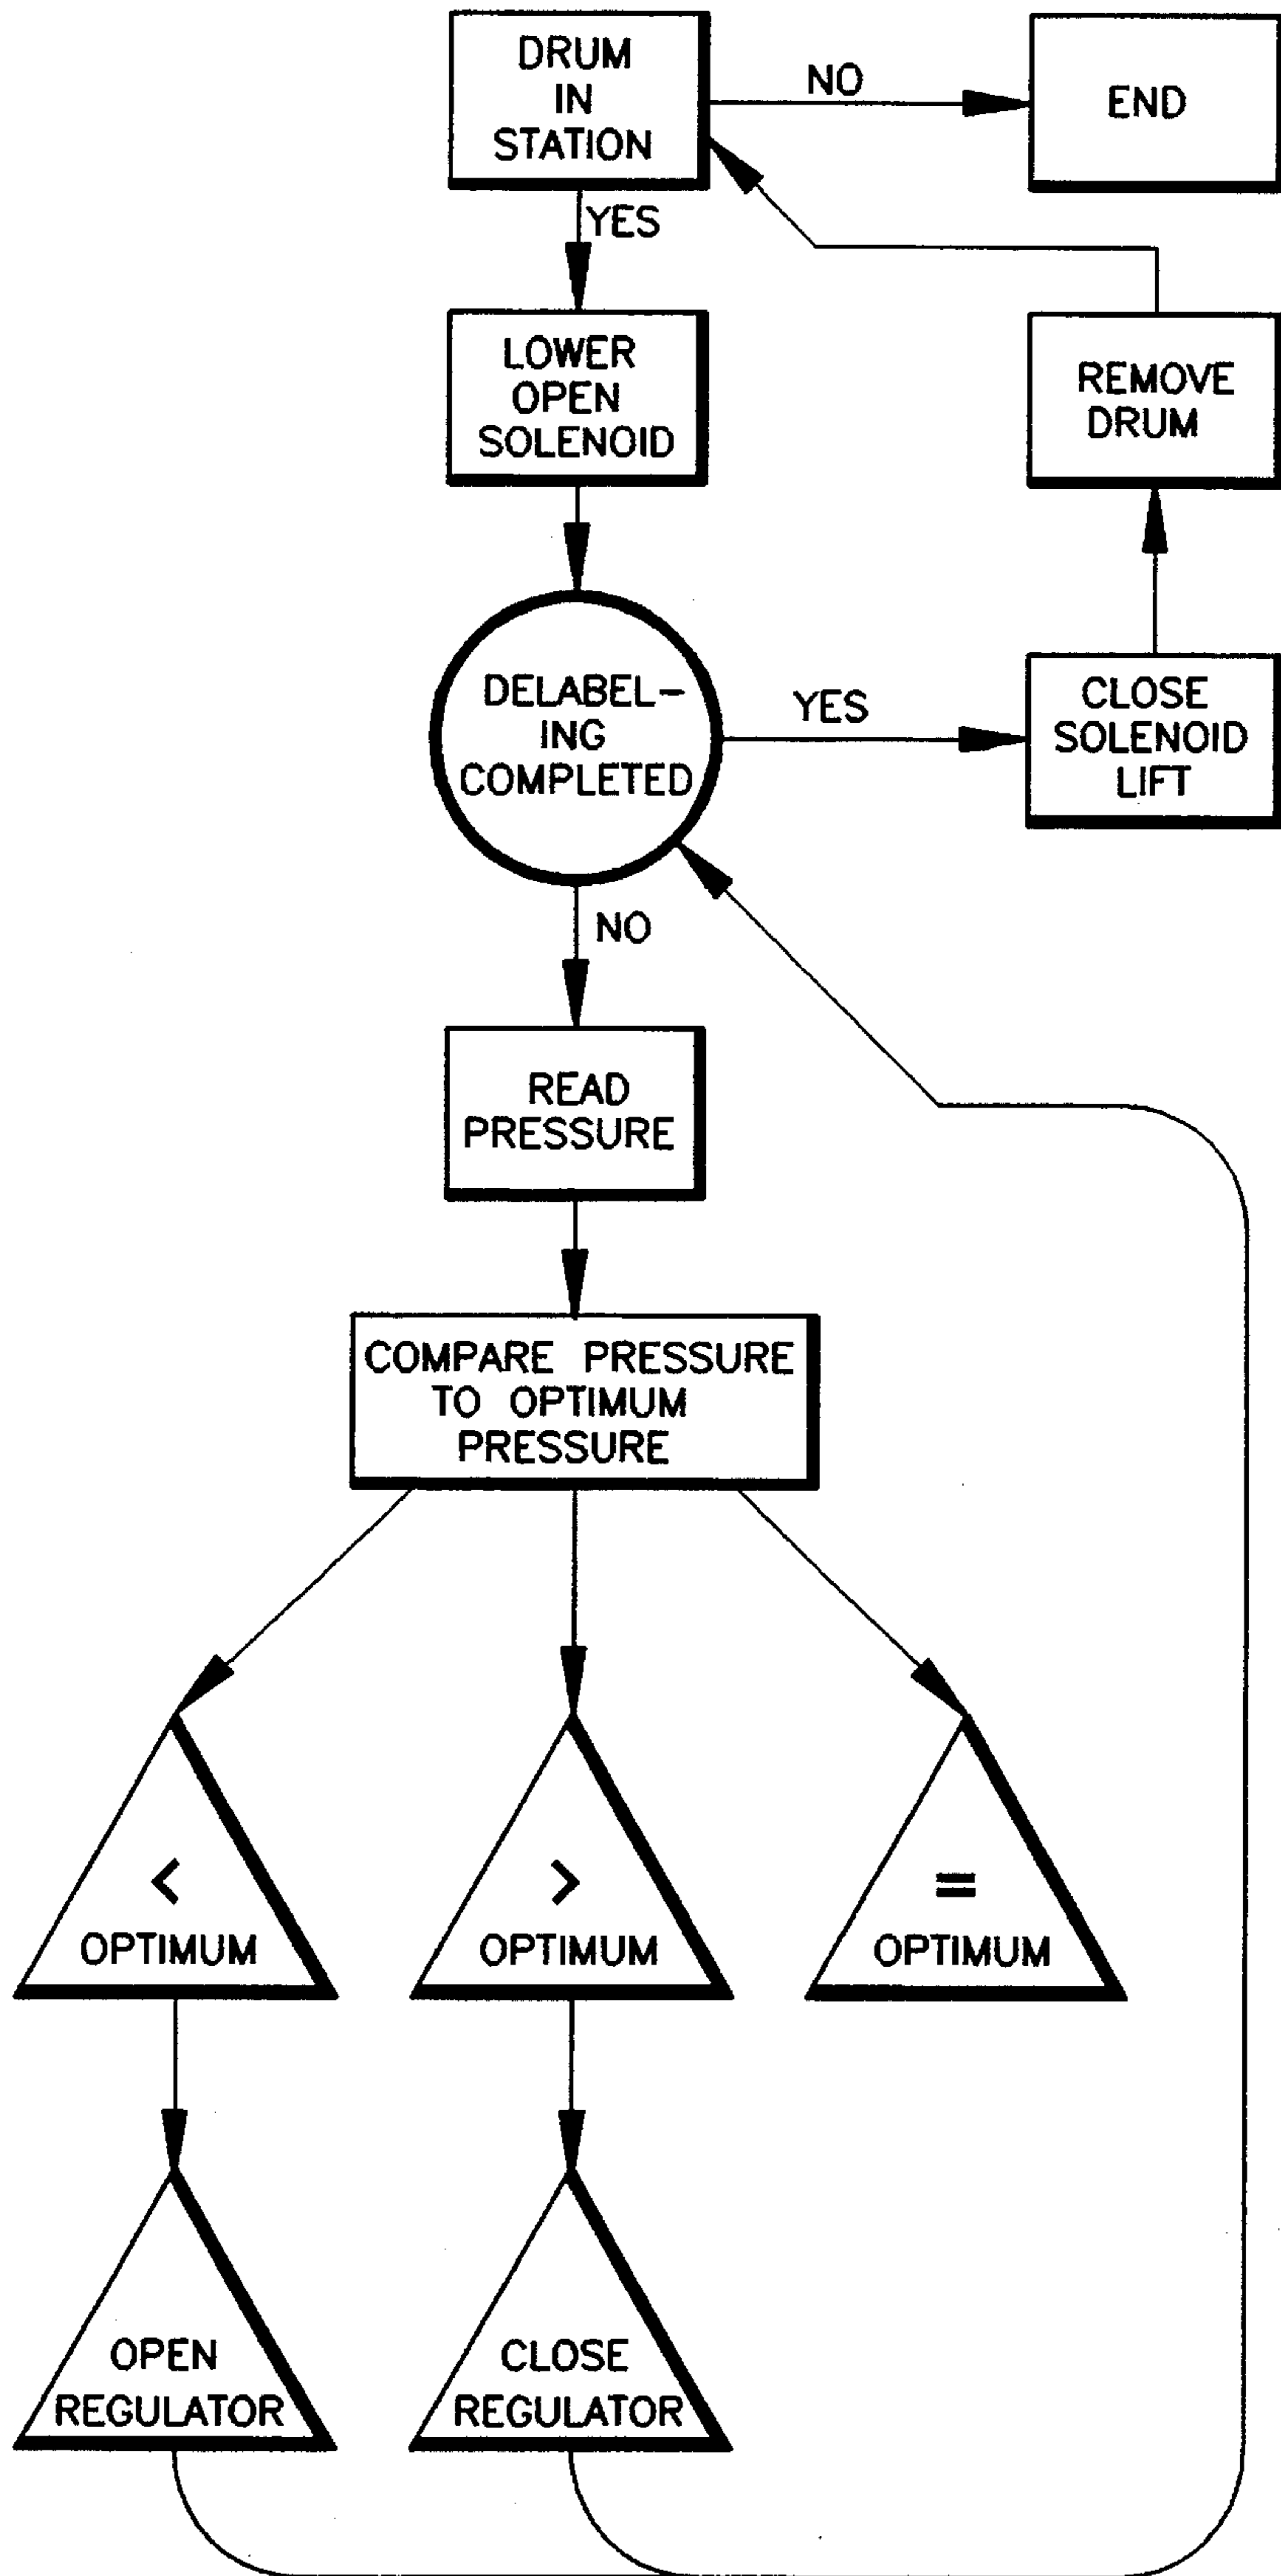 DRUM
IN
STATION
NO
END
YES
LOWER
OPEN
SOLENOID
REMOVE
DRUM
DELABEL-
ING
COMPLETED
YES
CLOSE
SOLENOID
LIFT
NO
READ
PRESSURE
COMPARE PRESSURE
TO OPTIMUM
PRESSURE
<
OPTIMUM
>
OPTIMUM
=
OPTIMUM
OPEN
REGULATOR
CLOSE
REGULATOR